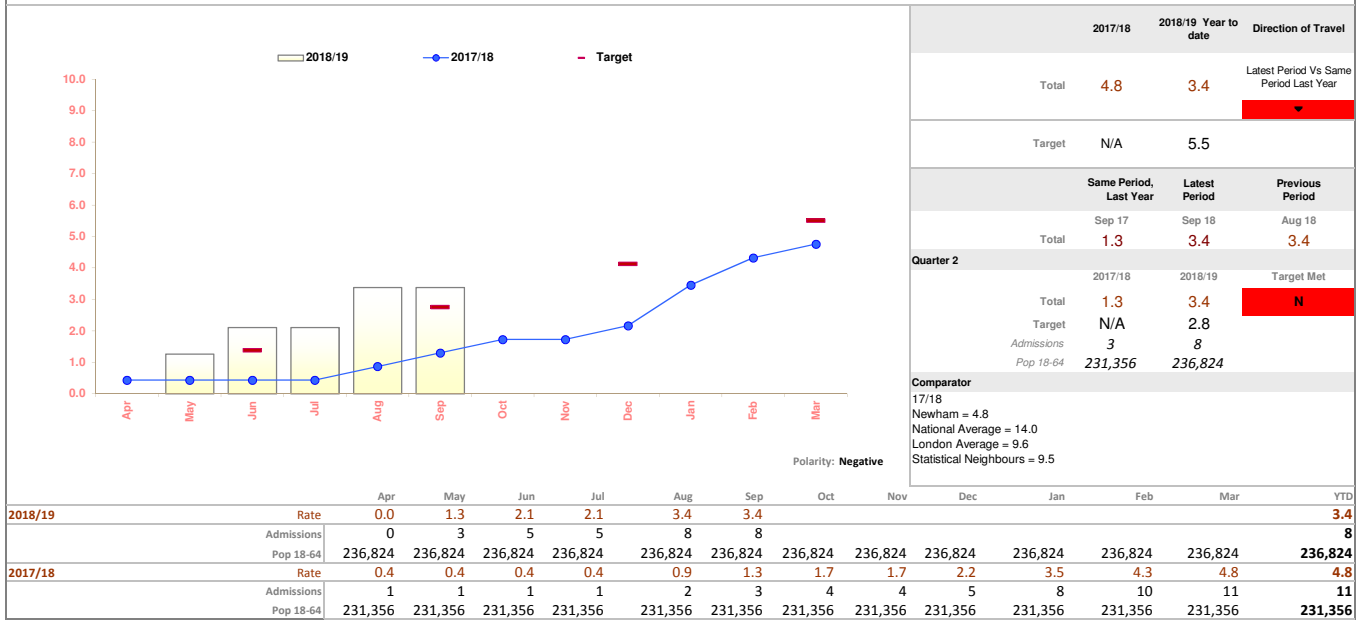 2018/19 2017/18 Target
10.0
9.0
8.0
7.0
6.0
5.0
4.0
3.0
2.0
1.0
0.0
Apr May Jun Jul Aug Sep Oct Nov Dec Jan Feb Mar
Polarity: Negative
2017/18 2018/19 Year to date Direction of Travel
Total 4.8 3.4 Latest Period Vs Same Period Last Year
Target N/A 5.5
Same Period, Last Year Latest Period Previous Period
Sep 17 Sep 18 Aug 18
Total 1.3 3.4 3.4
Quarter 2
2017/18 2018/19 Target Met
Total 1.3 3.4 N
Target N/A 2.8
Admissions 3 8
Pop 18-64 231,356 236,824
Comparator
17/18
Newham = 4.8
National Average = 14.0
London Average = 9.6
Statistical Neighbours = 9.5
Apr May Jun Jul Aug Sep Oct Nov Dec Jan Feb Mar YTD
2018/19 Rate 0.0 1.3 2.1 2.1 3.4 3.4 3.4
Admissions 0 3 5 5 8 8 8
Pop 18-64 236,824 236,824 236,824 236,824 236,824 236,824 236,824 236,824 236,824 236,824 236,824 236,824 236,824
2017/18 Rate 0.4 0.4 0.4 0.4 0.9 1.3 1.7 1.7 2.2 3.5 4.3 4.8 4.8
Admissions 1 1 1 1 2 3 4 4 5 8 10 11 11
Pop 18-64 231,356 231,356 231,356 231,356 231,356 231,356 231,356 231,356 231,356 231,356 231,356 231,356 231,356